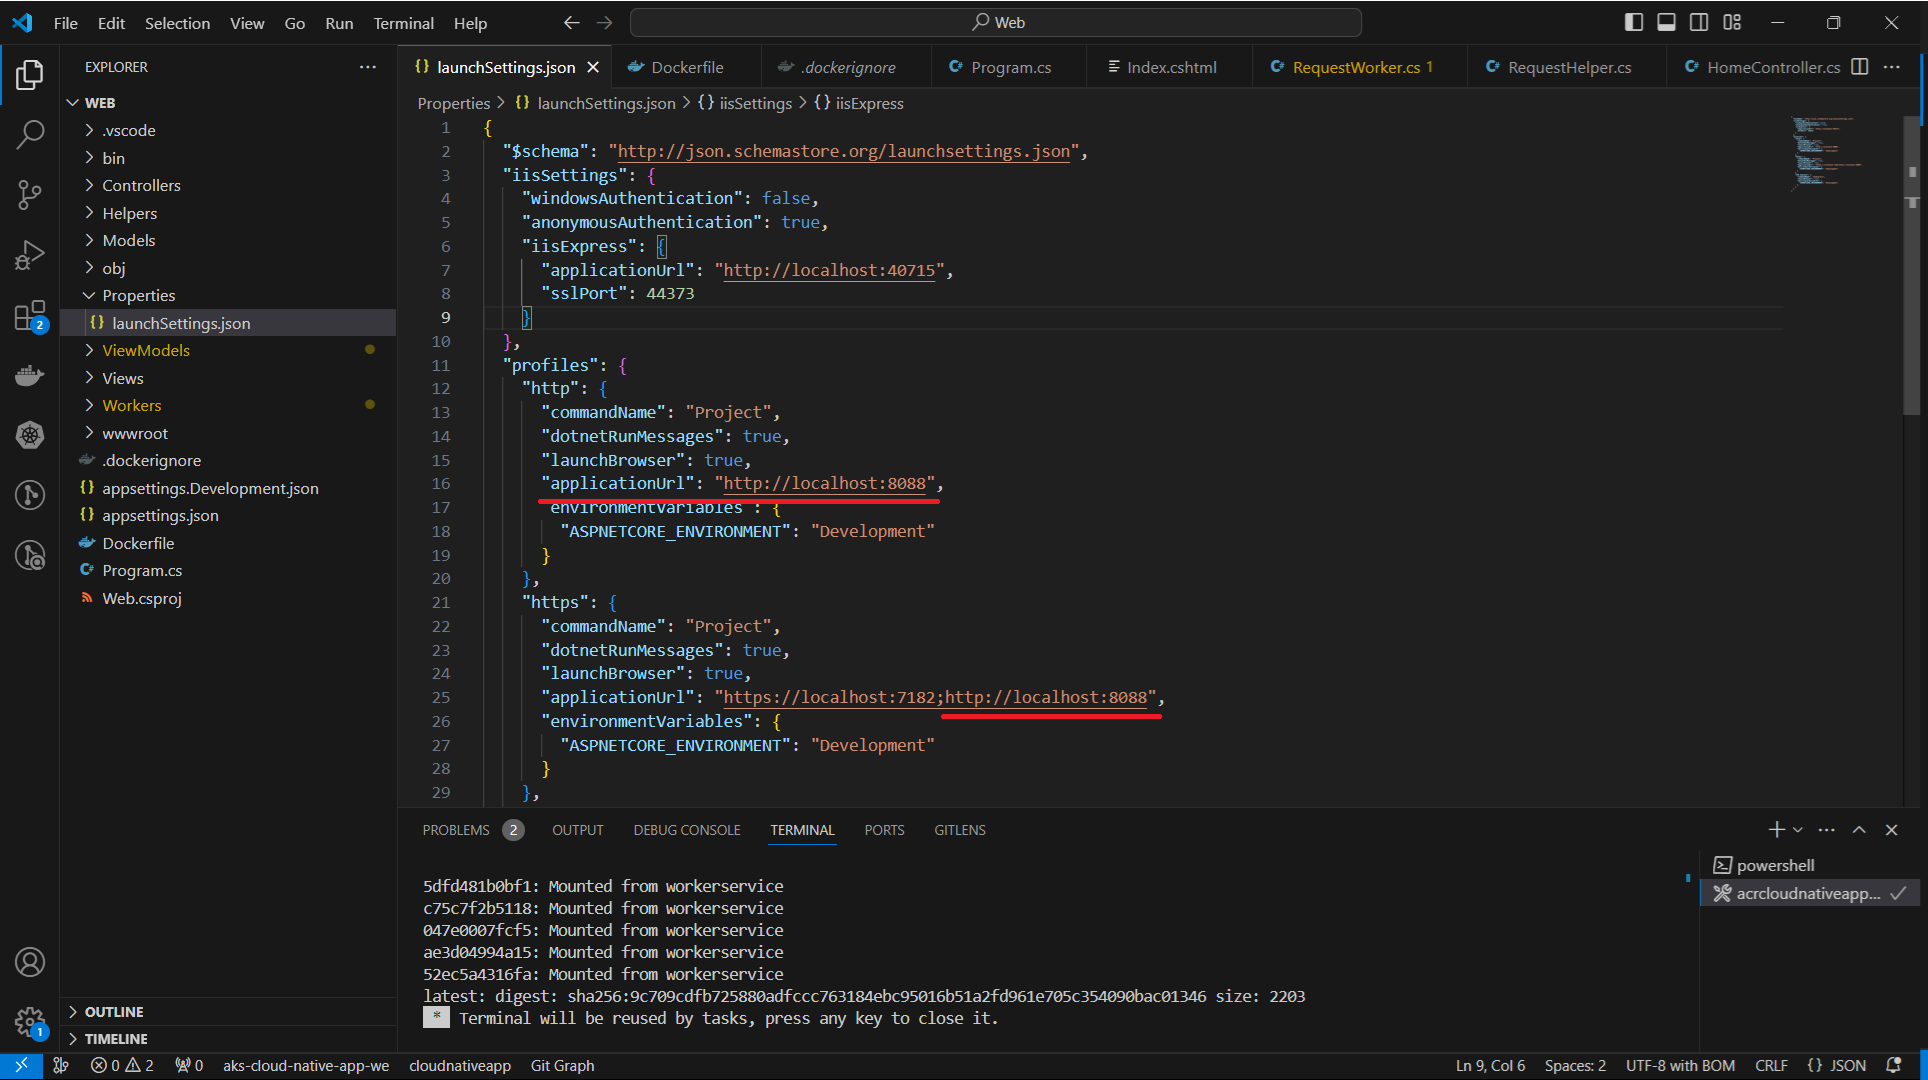 File Edit Selection View Go Run Terminal Help
Web
EXPLORER
WEB
.vscode
bin
Controllers
Helpers
Models
obj
Properties
{} launchSettings.json
ViewModels
Views
Workers
wwwroot
.dockerignore
{} appsettings.Development.json
{} appsettings.json
Dockerfile
C# Program.cs
Web.csproj
OUTLINE
TIMELINE
2
1
{} launchSettings.json Dockerfile .dockerignore C# Program.cs Index.cshtml C# RequestWorker.cs 1 C# RequestHelper.cs C# HomeController.cs
Properties > {} launchSettings.json > {} iisSettings > {} iisExpress
1 {
2 "$schema": "http://json.schemastore.org/launchsettings.json",
3 "iisSettings": {
4 "windowsAuthentication": false,
5 "anonymousAuthentication": true,
6 "iisExpress": {
7 "applicationUrl": "http://localhost:40715",
8 "sslPort": 44373
9 }
10 },
11 "profiles": {
12 "http": {
13 "commandName": "Project",
14 "dotnetRunMessages": true,
15 "launchBrowser": true,
16 "applicationUrl": "http://localhost:8088",
17 "environmentVariables": {
18 "ASPNETCORE_ENVIRONMENT": "Development"
19 }
20 },
21 "https": {
22 "commandName": "Project",
23 "dotnetRunMessages": true,
24 "launchBrowser": true,
25 "applicationUrl": "https://localhost:7182;http://localhost:8088",
26 "environmentVariables": {
27 "ASPNETCORE_ENVIRONMENT": "Development"
28 }
29 },
PROBLEMS 2 OUTPUT DEBUG CONSOLE TERMINAL PORTS GITLENS
powershell
acrcloudnativeapp...
5dfd481b0bf1: Mounted from workerservice
c75c7f2b5118: Mounted from workerservice
047e0007fcf5: Mounted from workerservice
ae3d04994a15: Mounted from workerservice
52ec5a4316fa: Mounted from workerservice
latest: digest: sha256:9c709cdfb725880adfccc763184ebc95016b51a2fd961e705c354090bac01346 size: 2203
* Terminal will be reused by tasks, press any key to close it.
0 2 0 aks-cloud-native-app-we cloudnativeapp Git Graph Ln 9, Col 6 Spaces: 2 UTF-8 with BOM CRLF {} JSON